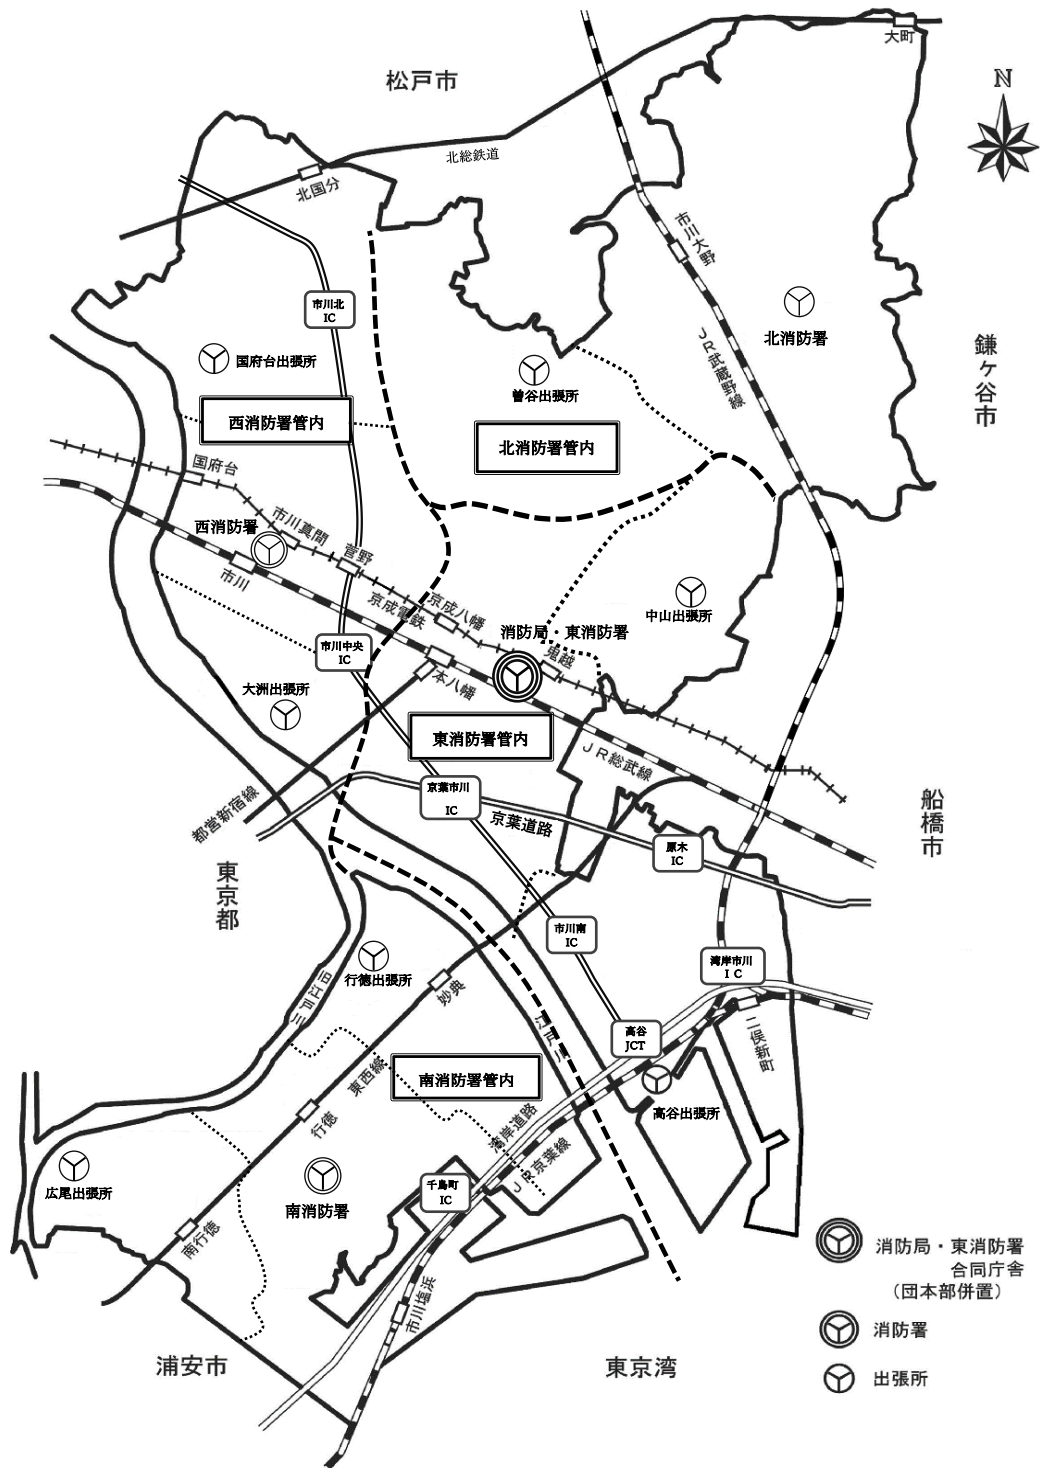 大町
松戸市
N
北総鉄道
北国分
市川大野
市川北
IC
北消防署
JR武蔵野線
鎌ヶ谷市
国府台出張所
曽谷出張所
西消防署管内
北消防署管内
国府台
西消防署
市川真間
菅野
市川
京成電鉄
京成八幡
中山出張所
消防局・東消防署
鬼越
市川中央
IC
本八幡
大洲出張所
東消防署管内
JR総武線
京葉市川
IC
都営新宿線
京葉道路
船橋市
原木
IC
東京都
市川南
IC
行徳出張所
旧江戸川
妙典
湾岸市川
IC
江戸川
高谷
JCT
二俣新町
東西線
南消防署管内
高谷出張所
行徳
湾岸道路
JR京葉線
広尾出張所
千鳥町
IC
南消防署
南行徳
市川塩浜
消防局・東消防署
合同庁舎
（団本部併置）
消防署
浦安市
東京湾
出張所